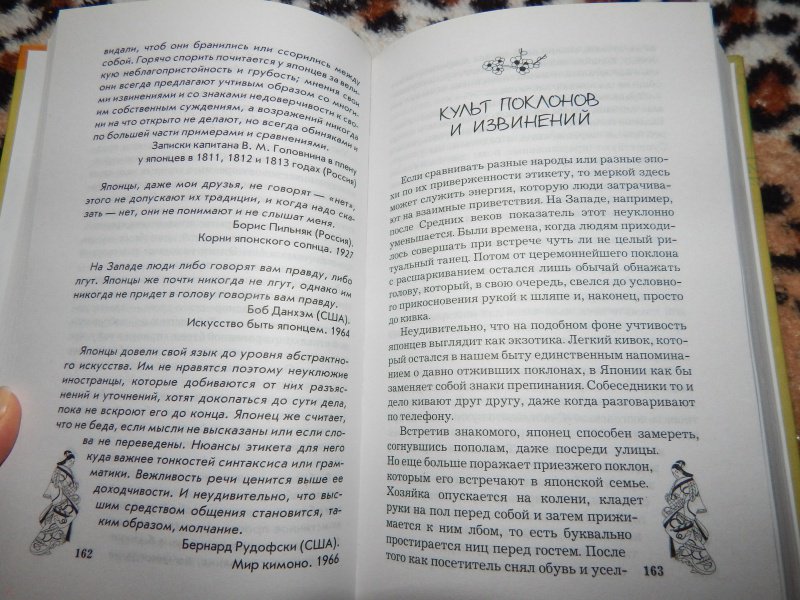 видали, чтоб они бранились или ссорились между
собой. Горячо спорить почитается у японцев за вели-
кую неблагопристойность и грубость; мнения свои
они всегда предлагают учтивым образом со многи-
ми извинениями и со знаками недоверчивости к сво-
им собственным суждениям, а возражений никогда
ни на что открыто не делают, но всегда обиняками и
по большей части примерами и сравнениями.
Записки капитана В. М. Головнина в плену
у японцев в 1811, 1812 и 1813 годах (Россия)
Японцы, даже мои друзья, не говорят — «нет»,
этого не допускают их традиции, и когда надо ска-
зать — нет, они не понимают и не слышат меня.
Борис Пильняк (Россия).
Корни японского солнца. 1927
На Западе люди либо говорят вам правду, либо
лгут. Японцы же почти никогда не лгут, однако им
никогда не придет в голову говорить вам правду.
Боб Данхэм (США).
Искусство быть японцем. 1964
Японцы довели свой язык до уровня абстрактно-
го искусства. Им не нравятся поэтому неуклюжие
иностранцы, которые добиваются от них разъяс-
нений и уточнений, хотят докопаться до сути дела,
пока не вскроют его до конца. Японец же считает,
что не беда, если мысли не высказаны или если сло-
ва не переведены. Нюансы этикета для него
куда важнее тонкостей синтаксиса или грам-
матики. Вежливость речи ценится выше ее
доходчивости. И неудивительно, что выс-
шим средством общения становится, та-
ким образом, молчание.
Бернард Рудофски (США).
Мир кимоно. 1966
162
КУЛЬТ ПОКЛОНОВ
И ИЗВИНЕНИЙ
Если сравнивать разные народы или разные эпо-
хи по их приверженности этикету, то меркой здесь
может служить энергия, которую люди затрачива-
ют на взаимные приветствия. На Западе, например,
после Средних веков показатель этот неуклонно
уменьшается. Были времена, когда людям приходи-
лось совершать при встрече чуть ли не целый ри-
туальный танец. Потом от церемоннейшего поклона
с расшаркиванием остался лишь обычай обнажать
голову, который, в свою очередь, свелся до условно-
го прикосновения рукой к шляпе и, наконец, просто
до кивка.
Неудивительно, что на подобном фоне учтивость
японцев выглядит как экзотика. Легкий кивок, ко-
рый остался в нашем быту единственным напомина-
нием о давно отживших поклонах, в Японии как бы
заменяет собой знаки препинания. Собеседники то и
дело кивают друг другу, даже когда разговаривают
по телефону.
Встретив знакомого, японец способен замереть,
согнувшись пополам, даже посреди улицы.
Но еще больше поражает приезжего поклон,
которым его встречают в японской семье.
Хозяйка опускается на колени, кладет
руки на пол перед собой и затем прижи-
мается к ним лбом, то есть буквально
простирается ниц перед гостем. После
того как посетитель снял обувь и усел-
163